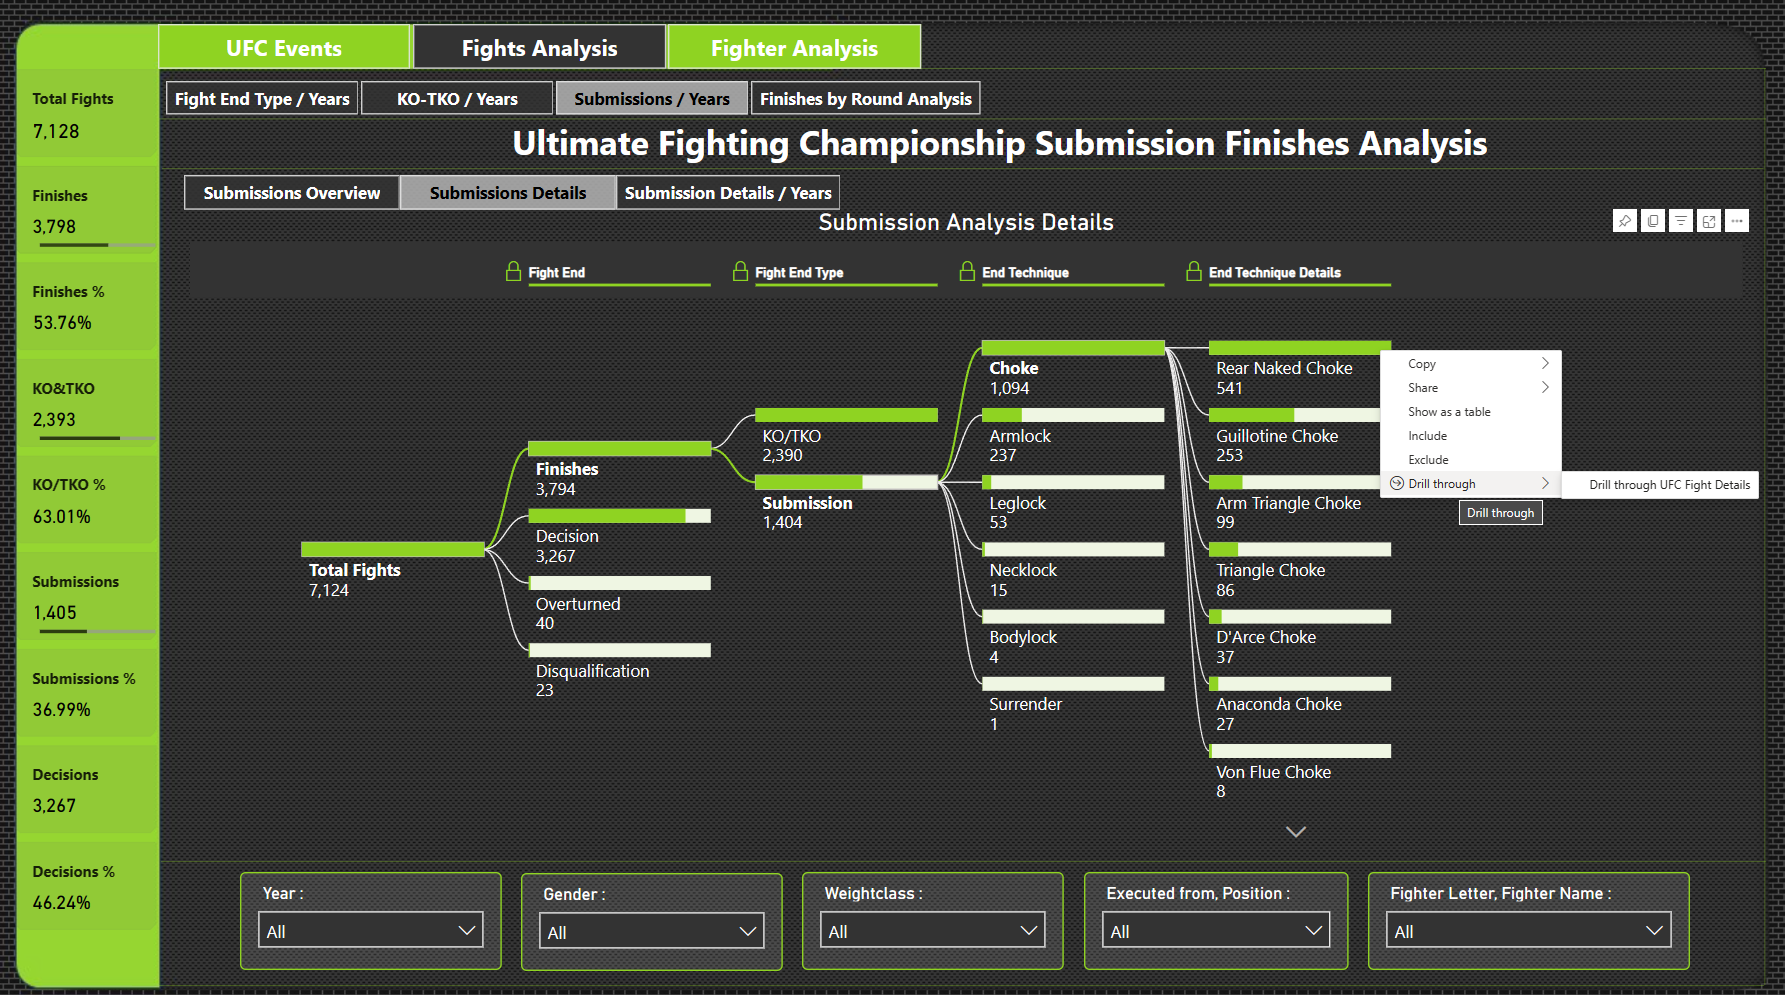 UFC Events
Fights Analysis
Fighter Analysis
Fight End Type / Years
KO-TKO / Years
Submissions / Years
Finishes by Round Analysis
Ultimate Fighting Championship Submission Finishes Analysis
Submissions Overview
Submissions Details
Submission Details / Years
Submission Analysis Details
Total Fights
7,128
Finishes
3,798
Finishes %
53.76%
KO&TKO
2,393
KO/TKO %
63.01%
Submissions
1,405
Submissions %
36.99%
Decisions
3,267
Decisions %
46.24%
Fight End
Fight End Type
End Technique
End Technique Details
Total Fights
7,124
Finishes
3,794
Decision
3,267
Overturned
40
Disqualification
23
KO/TKO
2,390
Submission
1,404
Choke
1,094
Armlock
237
Leglock
53
Necklock
15
Bodylock
4
Surrender
1
Rear Naked Choke
541
Guillotine Choke
253
Arm Triangle Choke
99
Triangle Choke
86
D'Arce Choke
37
Anaconda Choke
27
Von Flue Choke
8
Copy
Share
Show as a table
Include
Exclude
Drill through
Drill through UFC Fight Details
Drill through
Year :
All
Gender :
All
Weightclass :
All
Executed from, Position :
All
Fighter Letter, Fighter Name :
All